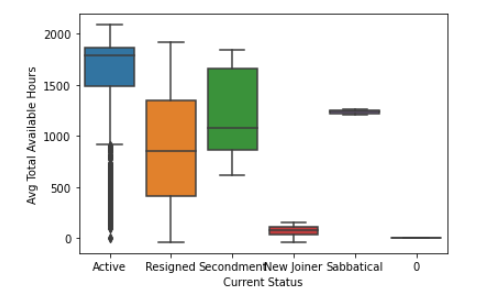 2000
1500
1000
500
0
Avg Total Available Hours
Active Resigned Secondment New Joiner Sabbatical 0
Current Status